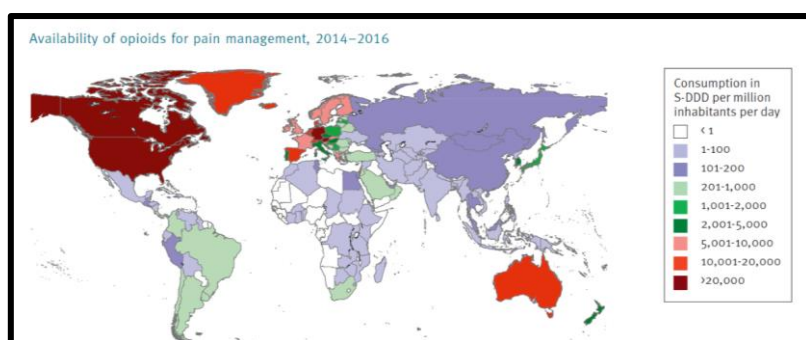 Availability of opioids for pain management, 2014–2016
Consumption in
S-DDD per million
inhabitants per day
<1
1-100
101-200
201-1,000
1,001-2,000
2,001-5,000
5,001-10,000
10,001-20,000
>20,000